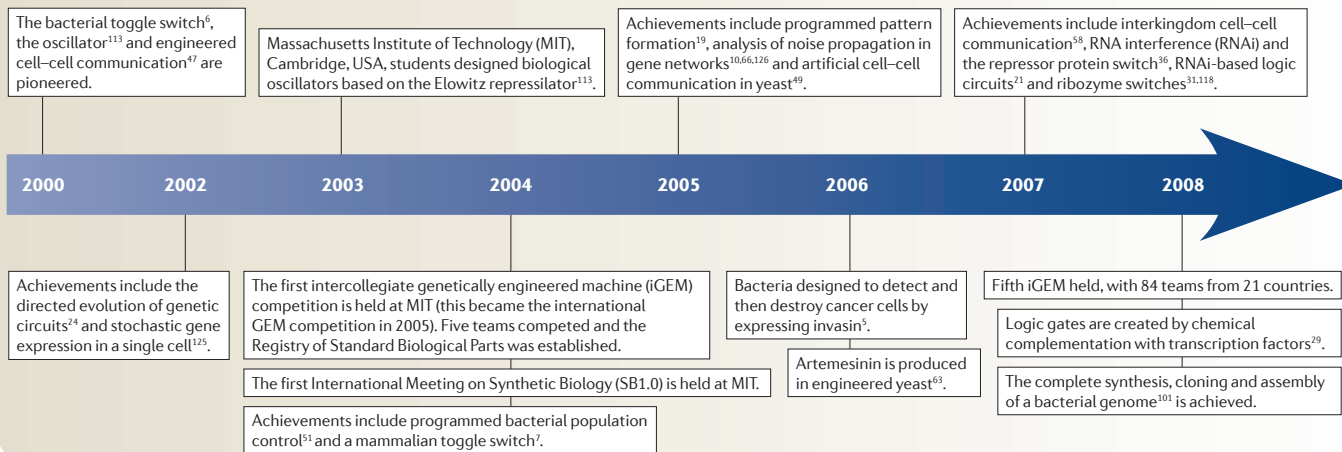 The bacterial toggle switch⁶,
the oscillator¹¹³ and engineered
cell–cell communication⁴⁷ are
pioneered.
Massachusetts Institute of Technology (MIT),
Cambridge, USA, students designed biological
oscillators based on the Elowitz repressilator¹¹³.
Achievements include programmed pattern
formation¹⁹, analysis of noise propagation in
gene networks¹⁰,⁶⁶,¹²⁶ and artificial cell–cell
communication in yeast⁴⁹.
Achievements include interkingdom cell–cell
communication⁵⁸, RNA interference (RNAi) and
the repressor protein switch³⁶, RNAi-based logic
circuits²¹ and ribozyme switches³¹,¹¹⁸.
2000 2002 2003 2004 2005 2006 2007 2008
Achievements include the
directed evolution of genetic
circuits²⁴ and stochastic gene
expression in a single cell¹²⁵.
The first intercollegiate genetically engineered machine (iGEM)
competition is held at MIT (this became the international
GEM competition in 2005). Five teams competed and the
Registry of Standard Biological Parts was established.
The first International Meeting on Synthetic Biology (SB1.0) is held at MIT.
Achievements include programmed bacterial population
control⁵¹ and a mammalian toggle switch⁷.
Bacteria designed to detect and
then destroy cancer cells by
expressing invasin⁵.
Artemesinin is produced
in engineered yeast⁶³.
Fifth iGEM held, with 84 teams from 21 countries.
Logic gates are created by chemical
complementation with transcription factors²⁹.
The complete synthesis, cloning and assembly
of a bacterial genome¹⁰¹ is achieved.